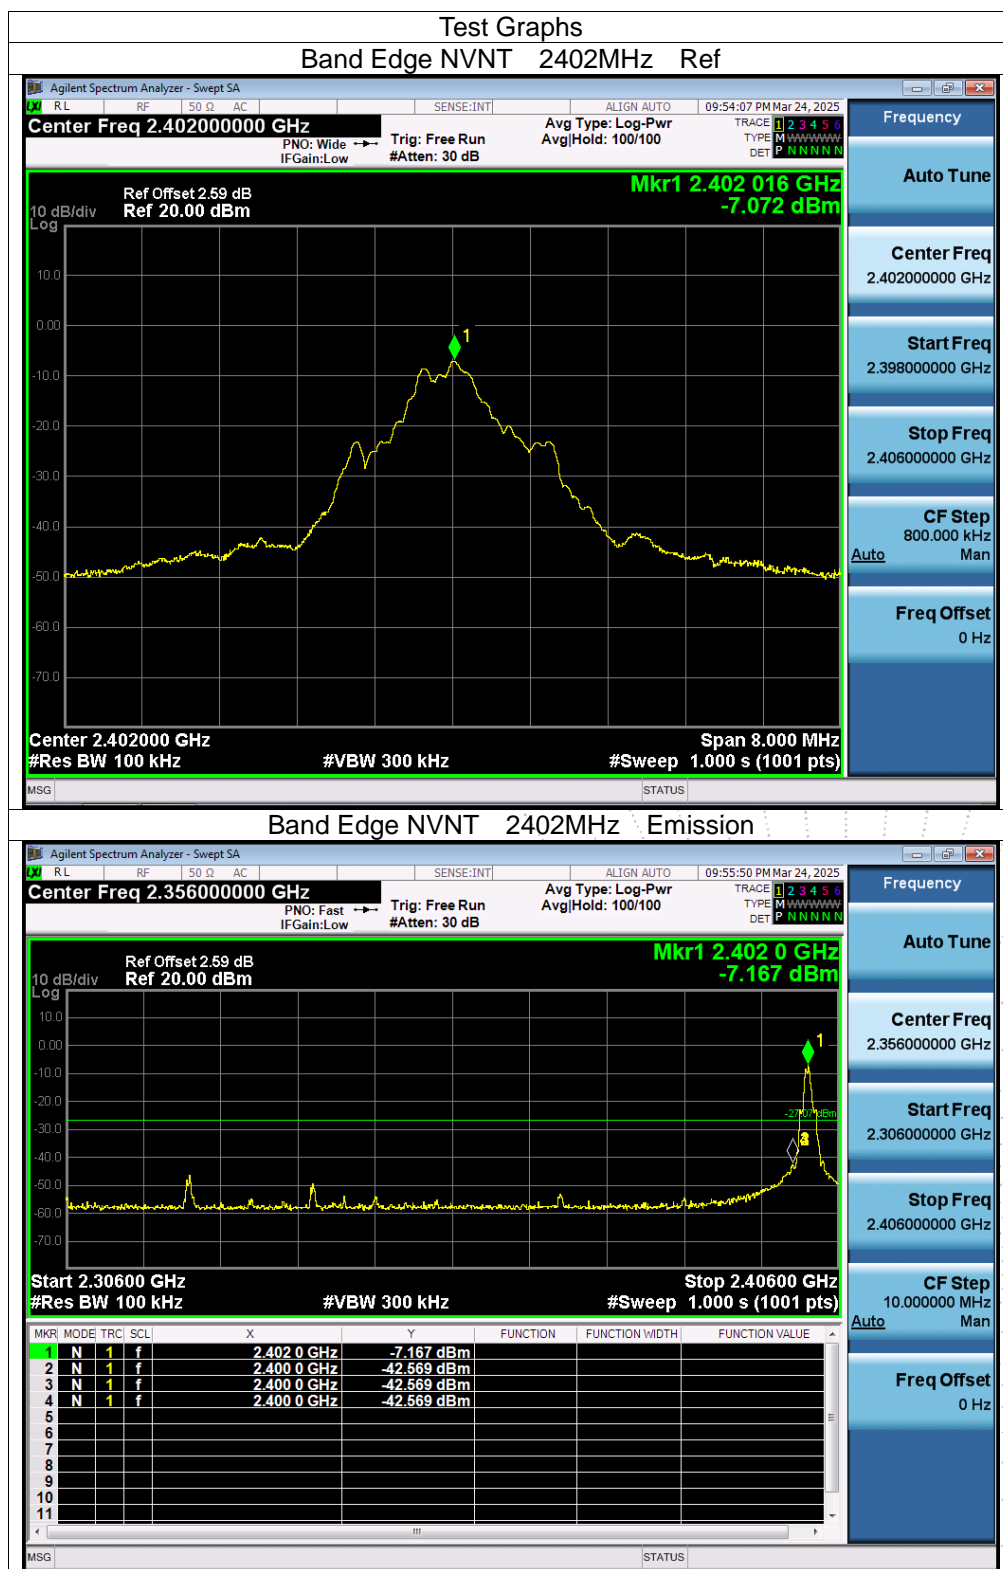 Test Graphs
Band Edge NVNT 2402MHz Ref
Agilent Spectrum Analyzer - Swept SA
LXI RL RF 50 Ω AC SENSE:INT ALIGN AUTO 09:54:07 PM Mar 24, 2025
Center Freq 2.402000000 GHz
PNO: Wide
IFGain:Low
Trig: Free Run
#Atten: 30 dB
Avg Type: Log-Pwr
Avg|Hold: 100/100
TRACE 1 2 3 4 5 6
TYPE M W W W W W
DET P N N N N N
Frequency
Auto Tune
Center Freq
2.402000000 GHz
Start Freq
2.398000000 GHz
Stop Freq
2.406000000 GHz
CF Step
800.000 kHz
Auto Man
Freq Offset
0 Hz
Mkr1 2.402 016 GHz
-7.072 dBm
Ref Offset 2.59 dB
10 dB/div Ref 20.00 dBm
Log
10.0
0.00
-10.0
-20.0
-30.0
-40.0
-50.0
-60.0
-70.0
1
Center 2.402000 GHz Span 8.000 MHz
#Res BW 100 kHz #VBW 300 kHz #Sweep 1.000 s (1001 pts)
MSG STATUS
Band Edge NVNT 2402MHz Emission
Agilent Spectrum Analyzer - Swept SA
LXI RL RF 50 Ω AC SENSE:INT ALIGN AUTO 09:55:50 PM Mar 24, 2025
Center Freq 2.356000000 GHz
PNO: Fast
IFGain:Low
Trig: Free Run
#Atten: 30 dB
Avg Type: Log-Pwr
Avg|Hold: 100/100
TRACE 1 2 3 4 5 6
TYPE M W W W W W
DET P N N N N N
Frequency
Auto Tune
Center Freq
2.356000000 GHz
Start Freq
2.306000000 GHz
Stop Freq
2.406000000 GHz
CF Step
10.000000 MHz
Auto Man
Freq Offset
0 Hz
Mkr1 2.402 0 GHz
-7.167 dBm
Ref Offset 2.59 dB
10 dB/div Ref 20.00 dBm
Log
10.0
0.00
-10.0
-20.0
-30.0
-40.0
-50.0
-60.0
-70.0
1
-27.07 dBm
Start 2.30600 GHz Stop 2.40600 GHz
#Res BW 100 kHz #VBW 300 kHz #Sweep 1.000 s (1001 pts)
MKR MODE TRC SCL X Y FUNCTION FUNCTION WIDTH FUNCTION VALUE
1 N 1 f 2.402 0 GHz -7.167 dBm
2 N 1 f 2.400 0 GHz -42.569 dBm
3 N 1 f 2.400 0 GHz -42.569 dBm
4 N 1 f 2.400 0 GHz -42.569 dBm
5
6
7
8
9
10
11
MSG STATUS